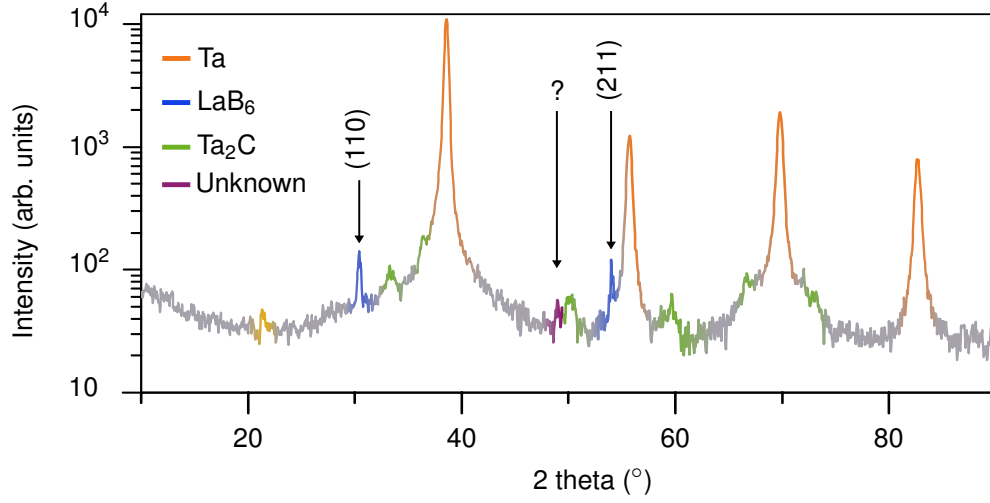 Intensity (arb. units)
10⁴
10³
10²
10
Ta
LaB₆
Ta₂C
Unknown
(110)
?
(211)
20
40
60
80
2 theta (°)